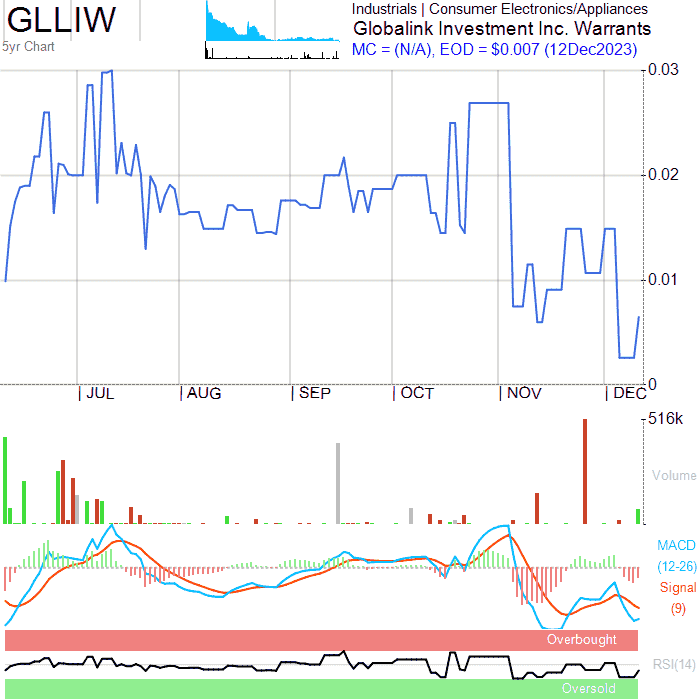 GLLIW
5yr Chart
Industrials | Consumer Electronics/Appliances
Globalink Investment Inc. Warrants
MC = (N/A), EOD = $0.007 (12Dec2023)
0.03
0.02
0.01
0
| JUL | AUG | SEP | OCT | NOV | DEC
516k
Volume
MACD
(12-26)
Signal
(9)
Overbought
RSI(14)
Oversold